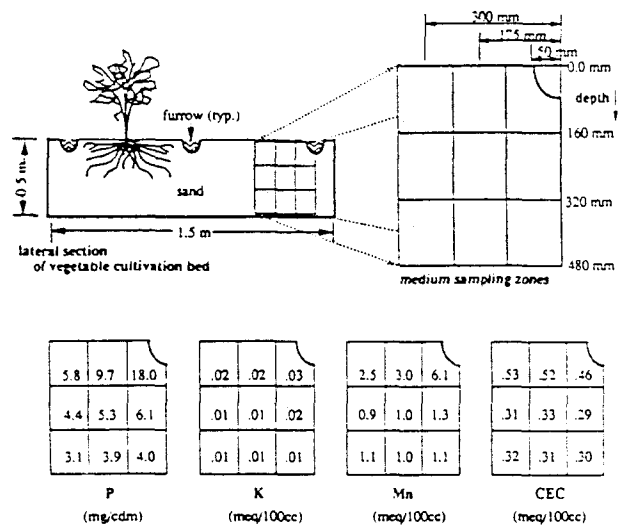 300 mm
175 mm
50 mm
0.0 mm
depth
furrow (typ.)
160 mm
0.5 m
sand
320 mm
1.5 m
lateral section
of vegetable cultivation bed
480 mm
medium sampling zones
5.8 9.7 18.0
4.4 5.3 6.1
3.1 3.9 4.0
P
(mg/cdm)
.02 .02 .03
.01 .01 .02
.01 .01 .01
K
(meq/100cc)
2.5 3.0 6.1
0.9 1.0 1.3
1.1 1.0 1.1
Mn
(meq/100cc)
.53 .52 .46
.31 .33 .29
.32 .31 .30
CEC
(meq/100cc)